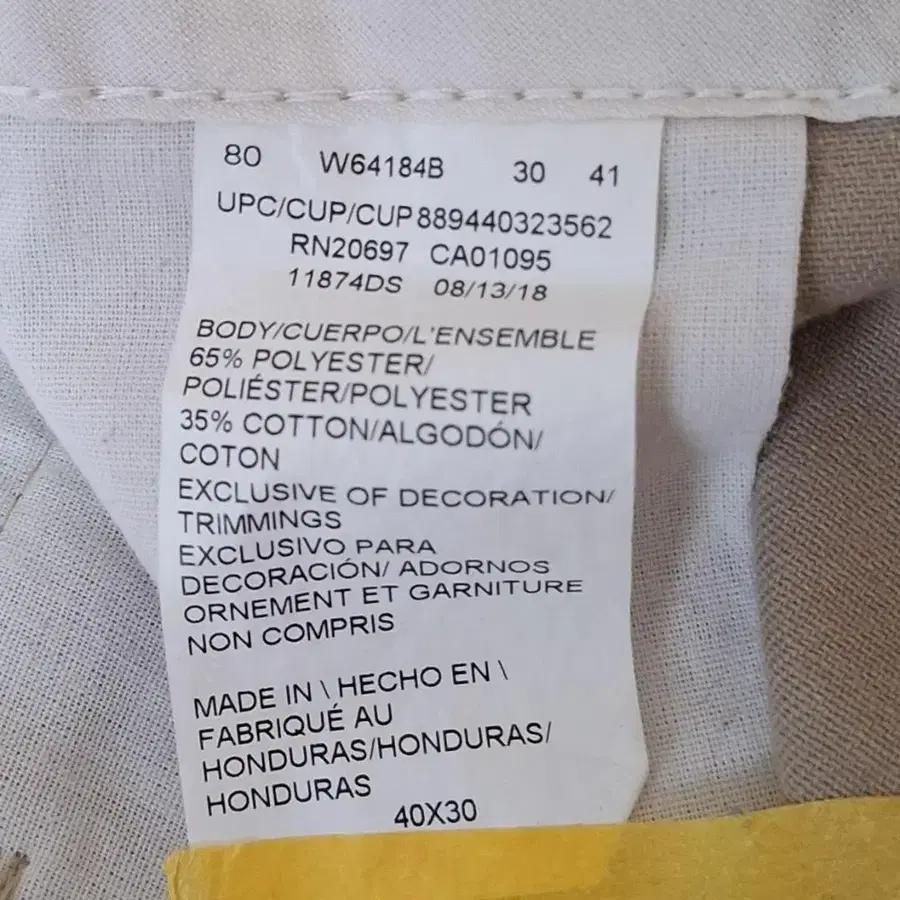 80 W64184B 30 41
UPC/CUP/CUP 889440323562
RN20697 CA01095
11874DS 08/13/18
BODY/CUERPO/L'ENSEMBLE
65% POLYESTER/
POLIÉSTER/POLYESTER
35% COTTON/ALGODÓN/
COTON
EXCLUSIVE OF DECORATION/
TRIMMINGS
EXCLUSIVO PARA
DECORACIÓN/ ADORNOS
ORNEMENT ET GARNITURE
NON COMPRIS
MADE IN \ HECHO EN \
FABRIQUÉ AU
HONDURAS/HONDURAS/
HONDURAS
40X30